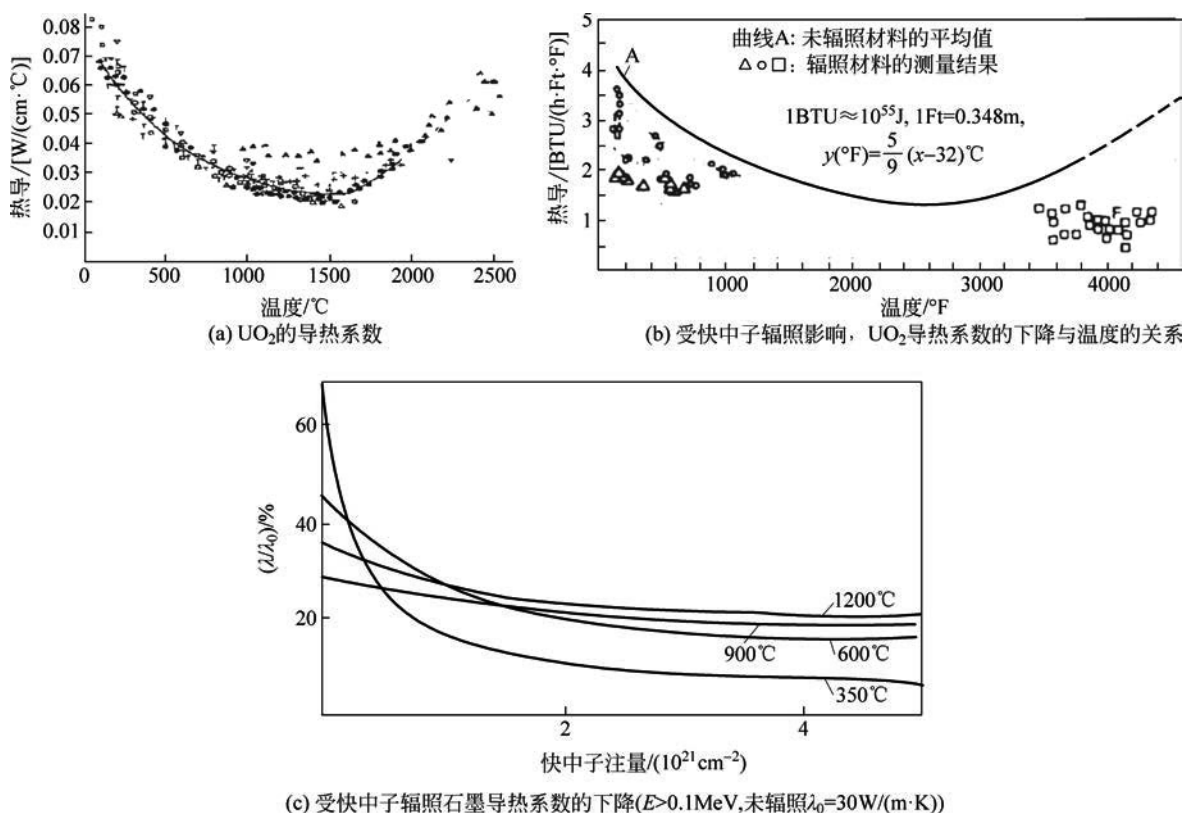 热导/[W/(cm·℃)]
0.08
0.07
0.06
0.05
0.04
0.03
0.02
0.01
0
500
1000
1500
2000
2500
温度/℃
(a) UO₂的导热系数
热导/[BTU/(h·Ft·°F)]
5
4
3
2
1
A
曲线A: 未辐照材料的平均值
△ ○ □: 辐照材料的测量结果
1BTU≈10⁵⁵J, 1Ft=0.348m,
y(°F)=5/9 (x−32)℃
F
1000
2000
3000
4000
温度/°F
(b) 受快中子辐照影响，UO₂导热系数的下降与温度的关系
(λ/λ₀)/%
60
40
20
1200℃
900℃
600℃
350℃
2
4
快中子注量/(10²¹cm⁻²)
(c) 受快中子辐照石墨导热系数的下降(E>0.1MeV,未辐照λ₀=30W/(m·K))